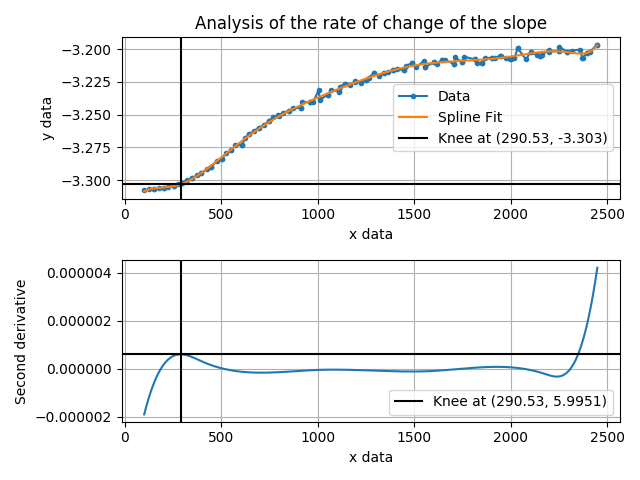 Analysis of the rate of change of the slope
−3.200
−3.225
−3.250
−3.275
−3.300
y data
Data
Spline Fit
Knee at (290.53, -3.303)
0
500
1000
1500
2000
2500
x data
0.000004
0.000002
0.000000
−0.000002
Second derivative
Knee at (290.53, 5.9951)
0
500
1000
1500
2000
2500
x data